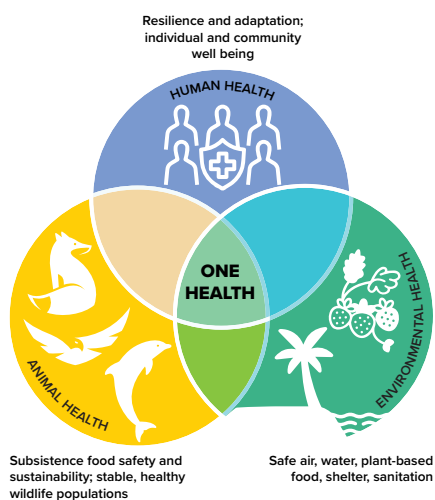 Resilience and adaptation;
individual and community
well being
HUMAN HEALTH
ONE
HEALTH
ANIMAL HEALTH
ENVIRONMENTAL HEALTH
Subsistence food safety and
sustainability; stable, healthy
wildlife populations
Safe air, water, plant-based
food, shelter, sanitation